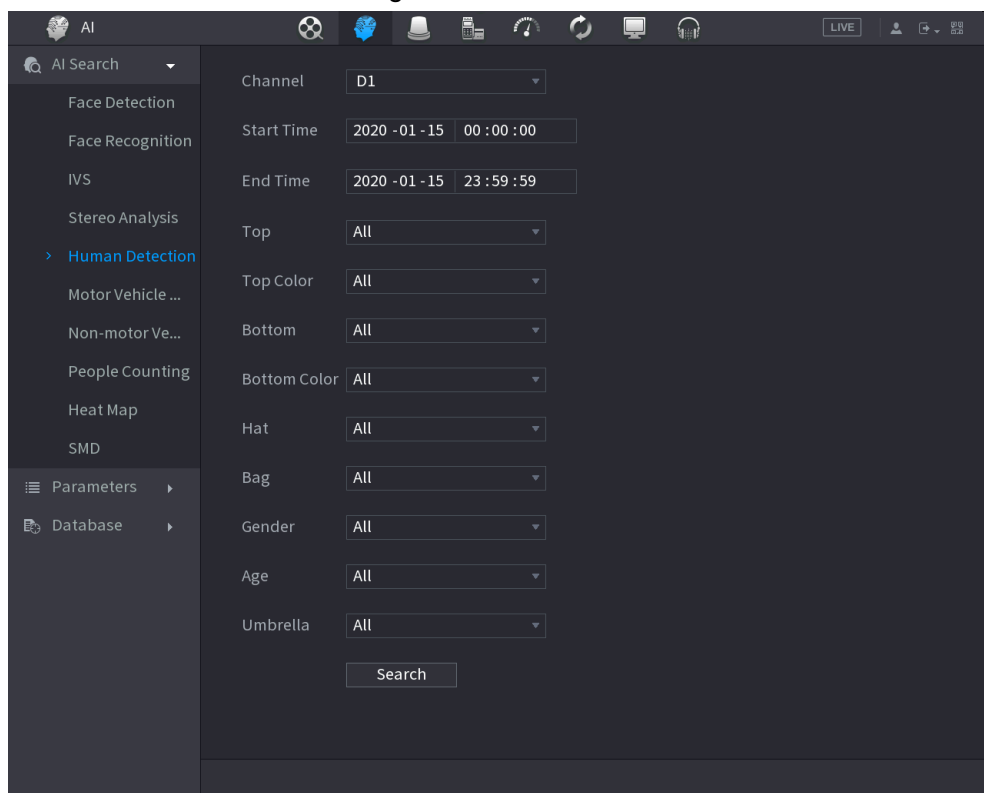 AI
LIVE
AI Search
Face Detection
Face Recognition
IVS
Stereo Analysis
Human Detection
Motor Vehicle ...
Non-motor Ve...
People Counting
Heat Map
SMD
Parameters
Database
Channel D1
Start Time 2020 -01 -15 00 :00 :00
End Time 2020 -01 -15 23 :59 :59
Top All
Top Color All
Bottom All
Bottom Color All
Hat All
Bag All
Gender All
Age All
Umbrella All
Search